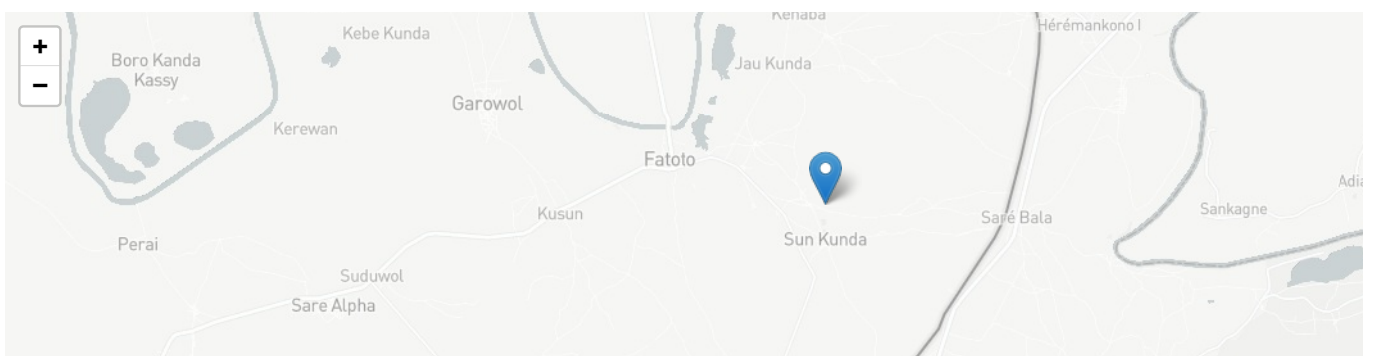 +
−
Boro Kanda
Kassy
Kebe Kunda
Kenaba
Hérémankono I
Jau Kunda
Garowol
Kerewan
Fatoto
Kusun
Perai
Sun Kunda
Saré Bala
Sankagne
Suduwol
Sare Alpha